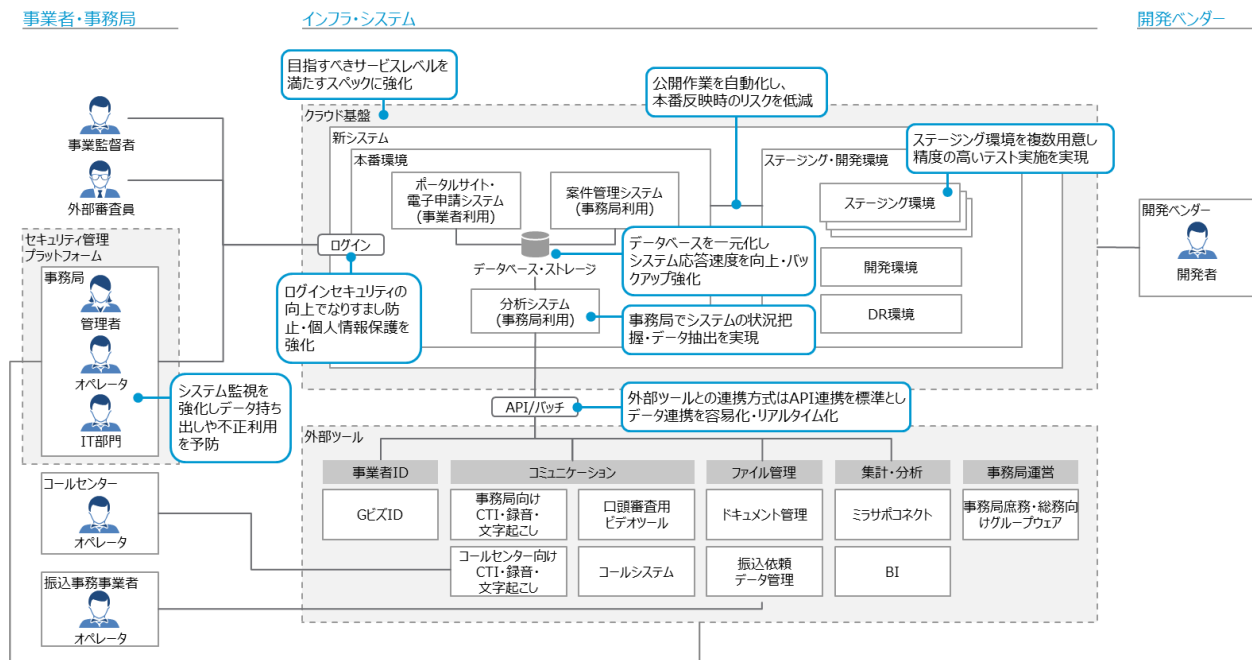 事業者・事務局
インフラ・システム
開発ベンダー
目指すべきサービスレベルを
満たすスペックに強化
公開作業を自動化し、
本番反映時のリスクを低減
クラウド基盤
新システム
本番環境
ステージング・開発環境
ステージング環境を複数用意し
精度の高いテスト実施を実現
事業監督者
外部審査員
ポータルサイト・
電子申請システム
(事業者利用)
案件管理システム
(事務局利用)
ステージング環境
開発環境
DR環境
開発ベンダー
開発者
セキュリティ管理
プラットフォーム
事務局
管理者
オペレータ
IT部門
ログイン
データベース・ストレージ
データベースを一元化し
システム応答速度を向上・バッ
クアップ強化
ログインセキュリティの
向上でなりすまし防
止・個人情報保護を
強化
分析システム
(事務局利用)
事務局でシステムの状況把
握・データ抽出を実現
システム監視を
強化しデータ持ち
出しや不正利用
を予防
API/バッチ
外部ツールとの連携方式はAPI連携を標準とし
データ連携を容易化・リアルタイム化
外部ツール
事業者ID
コミュニケーション
ファイル管理
集計・分析
事務局運営
GビズID
事務局向け
CTI・録音・
文字起こし
口頭審査用
ビデオツール
ドキュメント管理
ミラサポコネクト
事務局庶務・総務向
けグループウェア
コールセンター向け
CTI・録音・
文字起こし
コールシステム
振込依頼
データ管理
BI
コールセンター
オペレータ
振込事務事業者
オペレータ